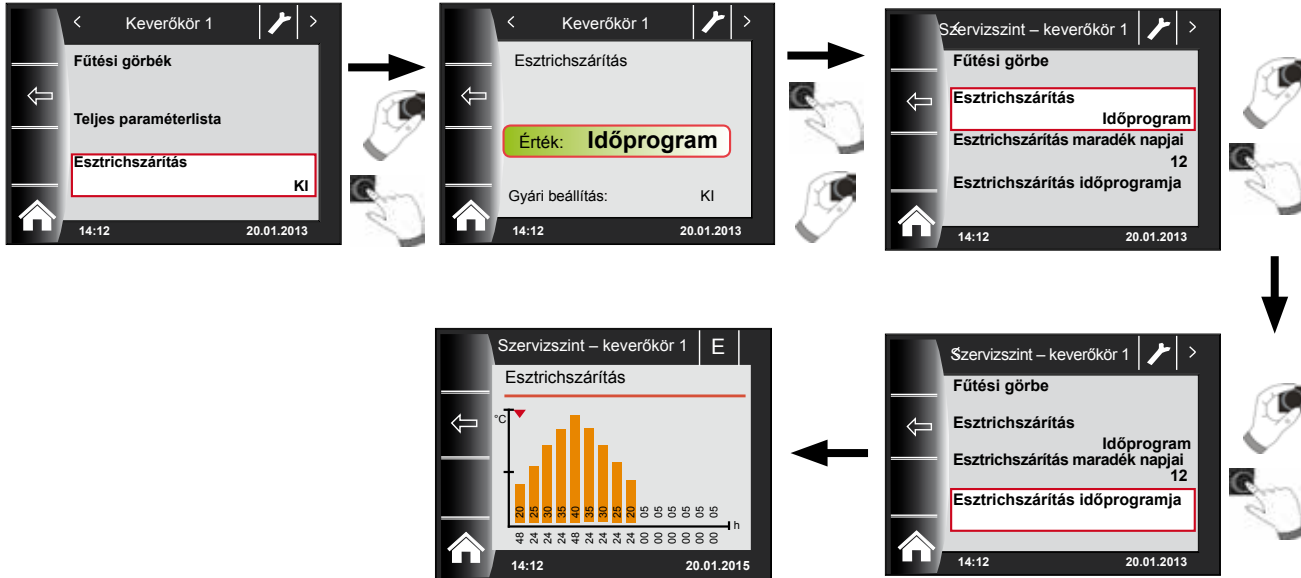 < Keverőkör 1 >
Fűtési görbék
Teljes paraméterlista
Esztrichszárítás
KI
14:12 20.01.2013
< Keverőkör 1 >
Esztrichszárítás
Érték: Időprogram
Gyári beállítás: KI
14:12 20.01.2013
< Szervizszint – keverőkör 1 >
Fűtési görbe
Esztrichszárítás
Időprogram
Esztrichszárítás maradék napjai
12
Esztrichszárítás időprogramja
14:12 20.01.2013
Szervizszint – keverőkör 1 E
Esztrichszárítás
°C
20 25 30 35 40 35 30 25 20 05 05 05 05 05 05
h
48 24 24 24 48 24 24 24 24 00 00 00 00 00 00
14:12 20.01.2015
< Szervizszint – keverőkör 1 >
Fűtési görbe
Esztrichszárítás
Időprogram
Esztrichszárítás maradék napjai
12
Esztrichszárítás időprogramja
14:12 20.01.2013